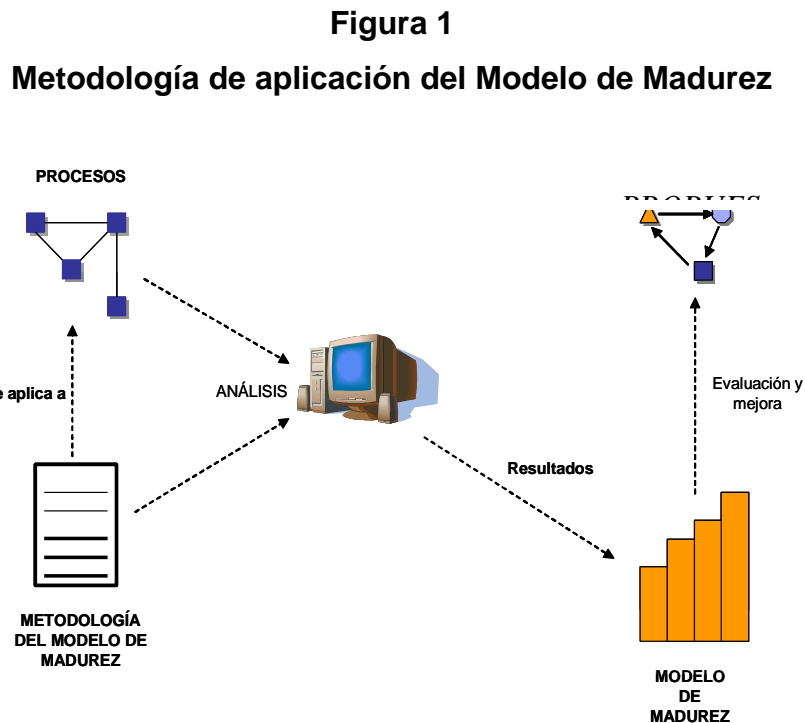 Figura 1
Metodología de aplicación del Modelo de Madurez
PROCESOS
aplica a
ANÁLISIS
Evaluación y
mejora
Resultados
METODOLOGÍA
DEL MODELO DE
MADUREZ
MODELO
DE
MADUREZ